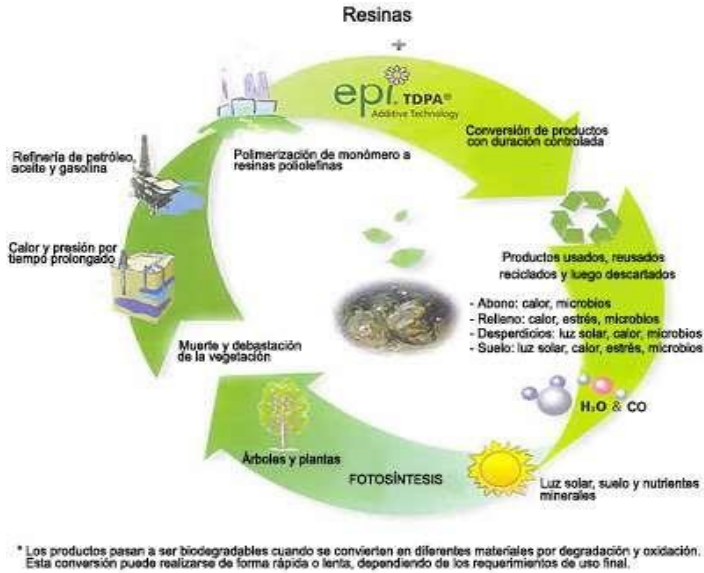 Resinas
+
epi. TDPA®
Additive Technology
Conversión de productos
con duración controlada
Polimerización de monómero a
resinas poliolefinas
Refinería de petróleo,
aceite y gasolina
Calor y presión por
tiempo prolongado
Productos usados, reusados
reciclados y luego descartados
- Abono: calor, microbios
- Relleno: calor, estrés, microbios
- Desperdicios: luz solar, calor, microbios
- Suelo: luz solar, calor, estrés, microbios
Muerte y debastación
de la vegetación
H₂O & CO
Árboles y plantas
FOTOSÍNTESIS
Luz solar, suelo y nutrientes
minerales
* Los productos pasan a ser biodegradables cuando se convierten en diferentes materiales por degradación y oxidación.
Esta conversión puede realizarse de forma rápida o lenta, dependiendo de los requerimientos de uso final.